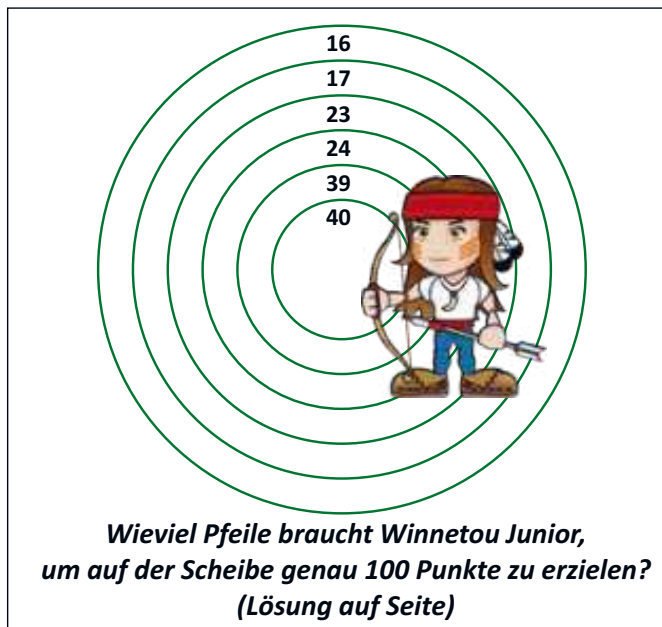 16
17
23
24
39
40
Wieviel Pfeile braucht Winnetou Junior,
um auf der Scheibe genau 100 Punkte zu erzielen?
(Lösung auf Seite)